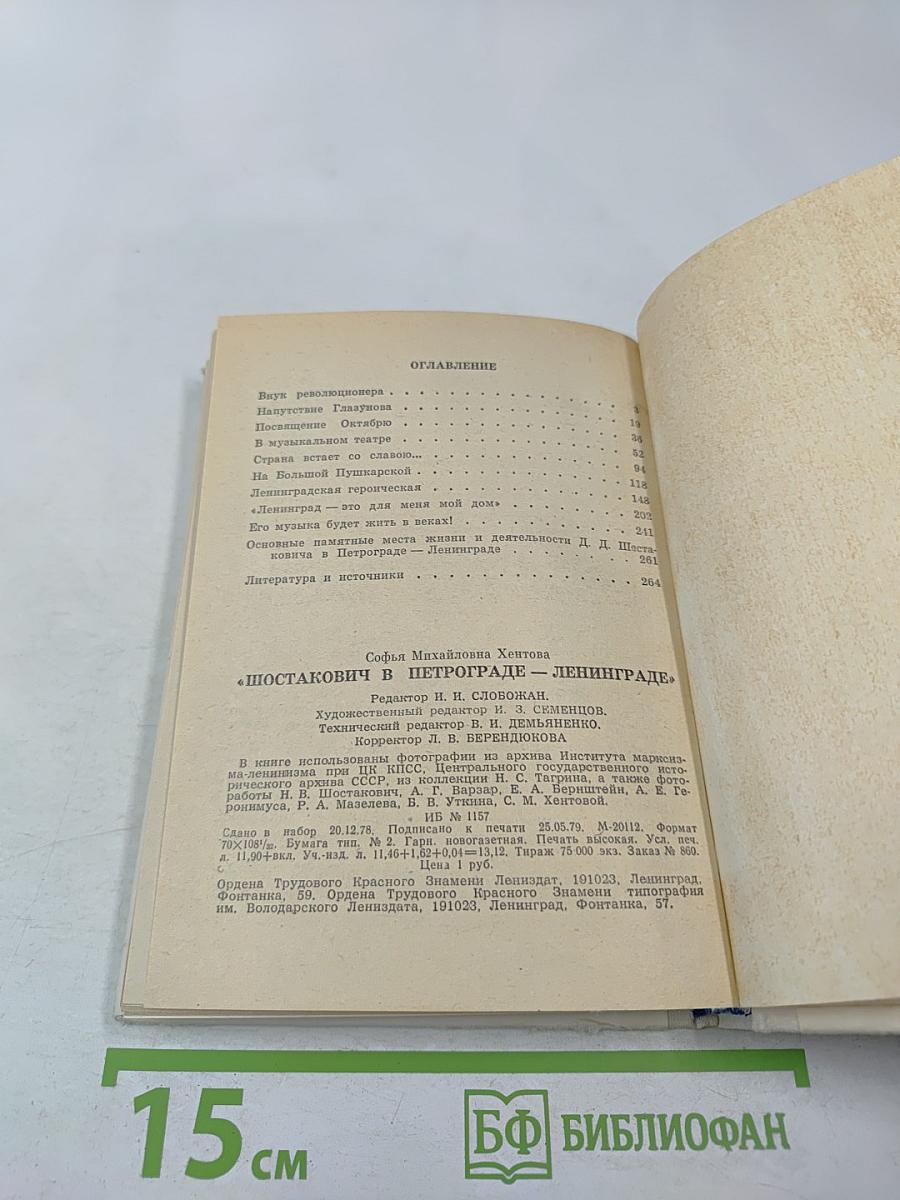 ОГЛАВЛЕНИЕ
Внук революционера . . . . . . . . . . . . . . . 3
Напутствие Глазунова . . . . . . . . . . . . . . . 19
Посвящение Октябрю . . . . . . . . . . . . . . . 36
В музыкальном театре . . . . . . . . . . . . . . . 52
Страна встает со славою... . . . . . . . . . . . . . . . 94
На Большой Пушкарской . . . . . . . . . . . . . . . 118
Ленинградская героическая . . . . . . . . . . . . . . . 148
«Ленинград — это для меня мой дом» . . . . . . . . . 202
Его музыка будет жить в веках! . . . . . . . . . . . . 241
Основные памятные места жизни и деятельности Д. Д. Шоста-
ковича в Петрограде — Ленинграде . . . . . . . . . 261
Литература и источники . . . . . . . . . . . . . . . 264
Софья Михайловна Хентова
«ШОСТАКОВИЧ В ПЕТРОГРАДЕ — ЛЕНИНГРАДЕ»
Редактор И. И. СЛОБОЖАН.
Художественный редактор И. З. СЕМЕНЦОВ.
Технический редактор В. И. ДЕМЬЯНЕНКО.
Корректор Л. В. БЕРЕНДЮКОВА
В книге использованы фотографии из архива Института марксиз-
ма-ленинизма при ЦК КПСС, Центрального государственного исто-
рического архива СССР, из коллекции Н. С. Тагрина, а также фото-
работы Н. В. Шостакович, А. Г. Варзар, Е. А. Бернштейн, А. Е. Ге-
ронимуса, Р. А. Мазелева, Б. В. Уткина, С. М. Хентовой.
ИБ № 1157
Сдано в набор 20.12.78. Подписано к печати 25.05.79. М-20112. Формат
70×108¹/₃₂. Бумага тип. № 2. Гарн. новогазетная. Печать высокая. Усл. печ.
л. 11,90+вкл. Уч.-изд. л. 11,46+1,62+0,04=13,12. Тираж 75 000 экз. Заказ № 860.
Цена 1 руб.
Ордена Трудового Красного Знамени Лениздат, 191023, Ленинград,
Фонтанка, 59. Ордена Трудового Красного Знамени типография
им. Володарского Лениздата, 191023, Ленинград, Фонтанка, 57.
15 см
БФ БИБЛИОФАН